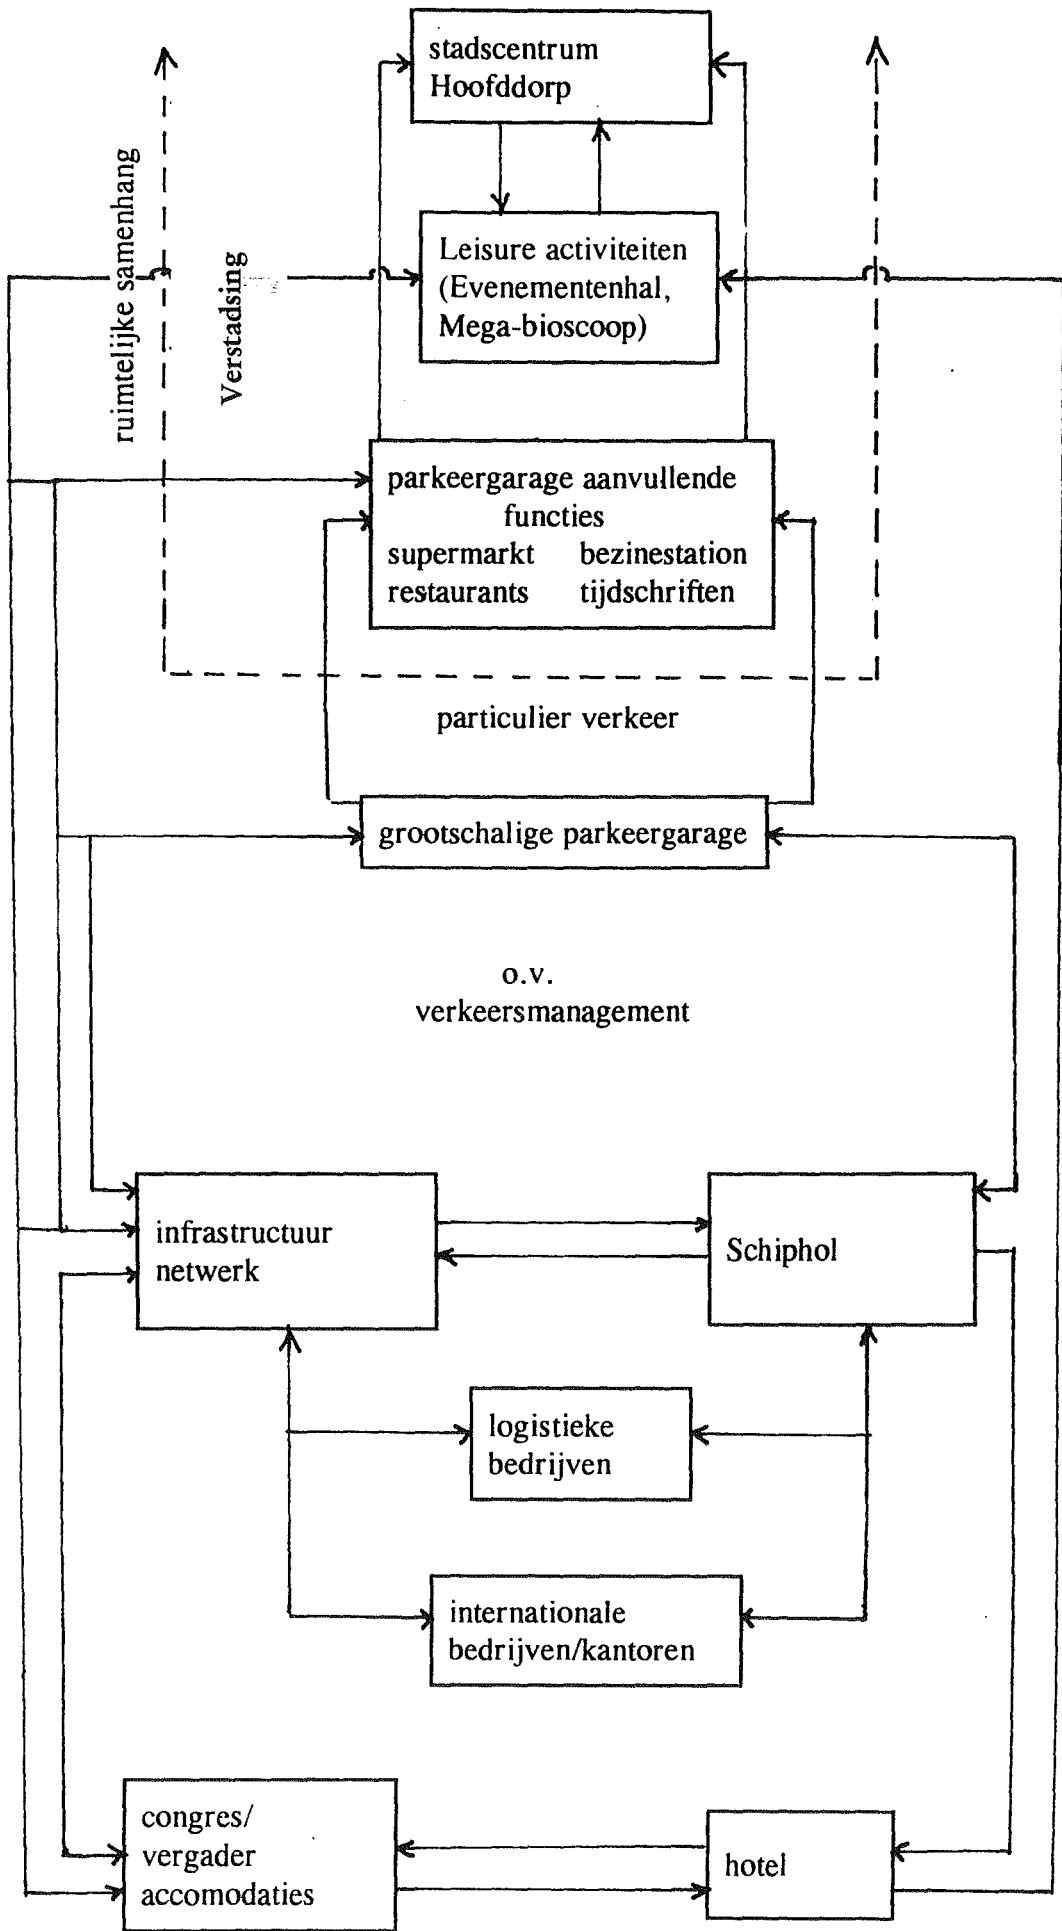 stadscentrum
Hoofddorp
ruimtelijke samenhang
Verstadsing
Leisure activiteiten
(Evenementenhal,
Mega-bioscoop)
parkeergarage aanvullende
functies
supermarkt bezinestation
restaurants tijdschriften
particulier verkeer
grootschalige parkeergarage
o.v.
verkeersmanagement
infrastructuur
netwerk
Schiphol
logistieke
bedrijven
internationale
bedrijven/kantoren
congres/
vergader
accomodaties
hotel